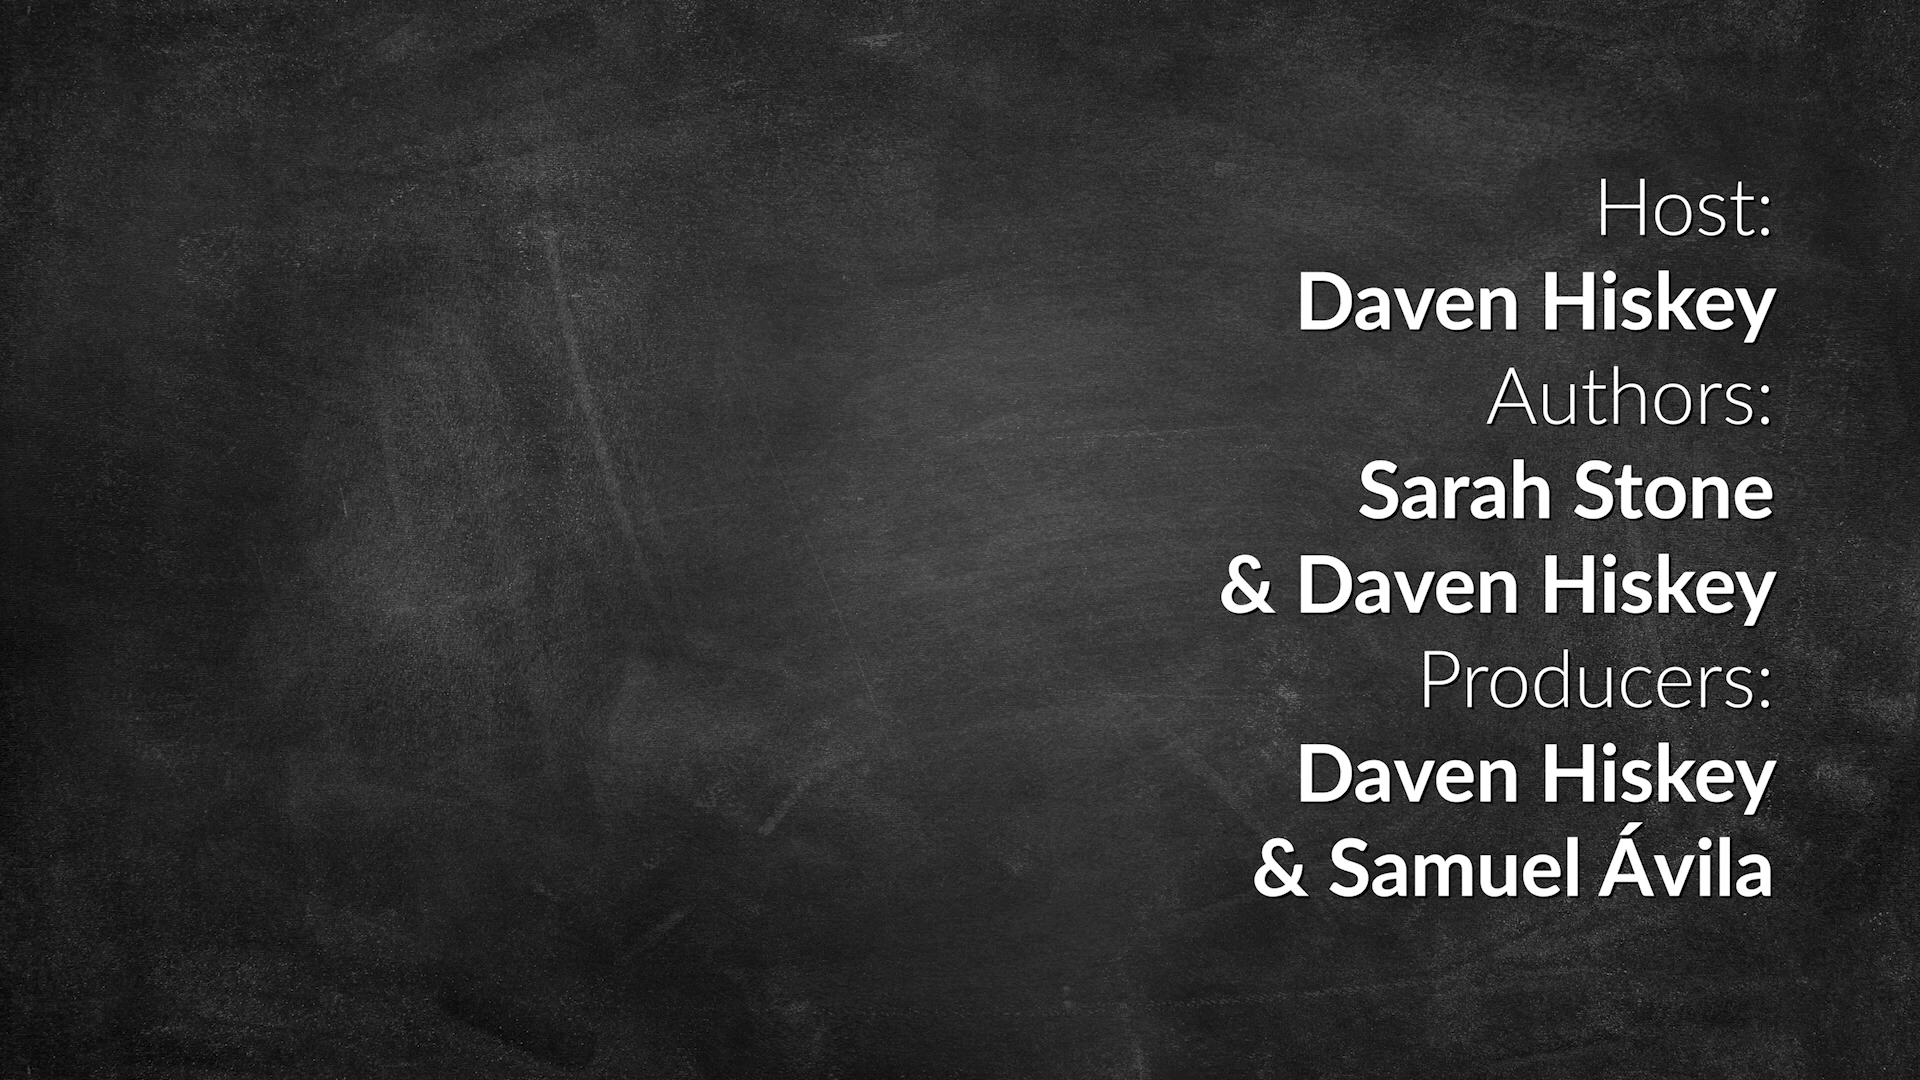 Host:
Daven Hiskey
Authors:
Sarah Stone
& Daven Hiskey
Producers:
Daven Hiskey
& Samuel Ávila